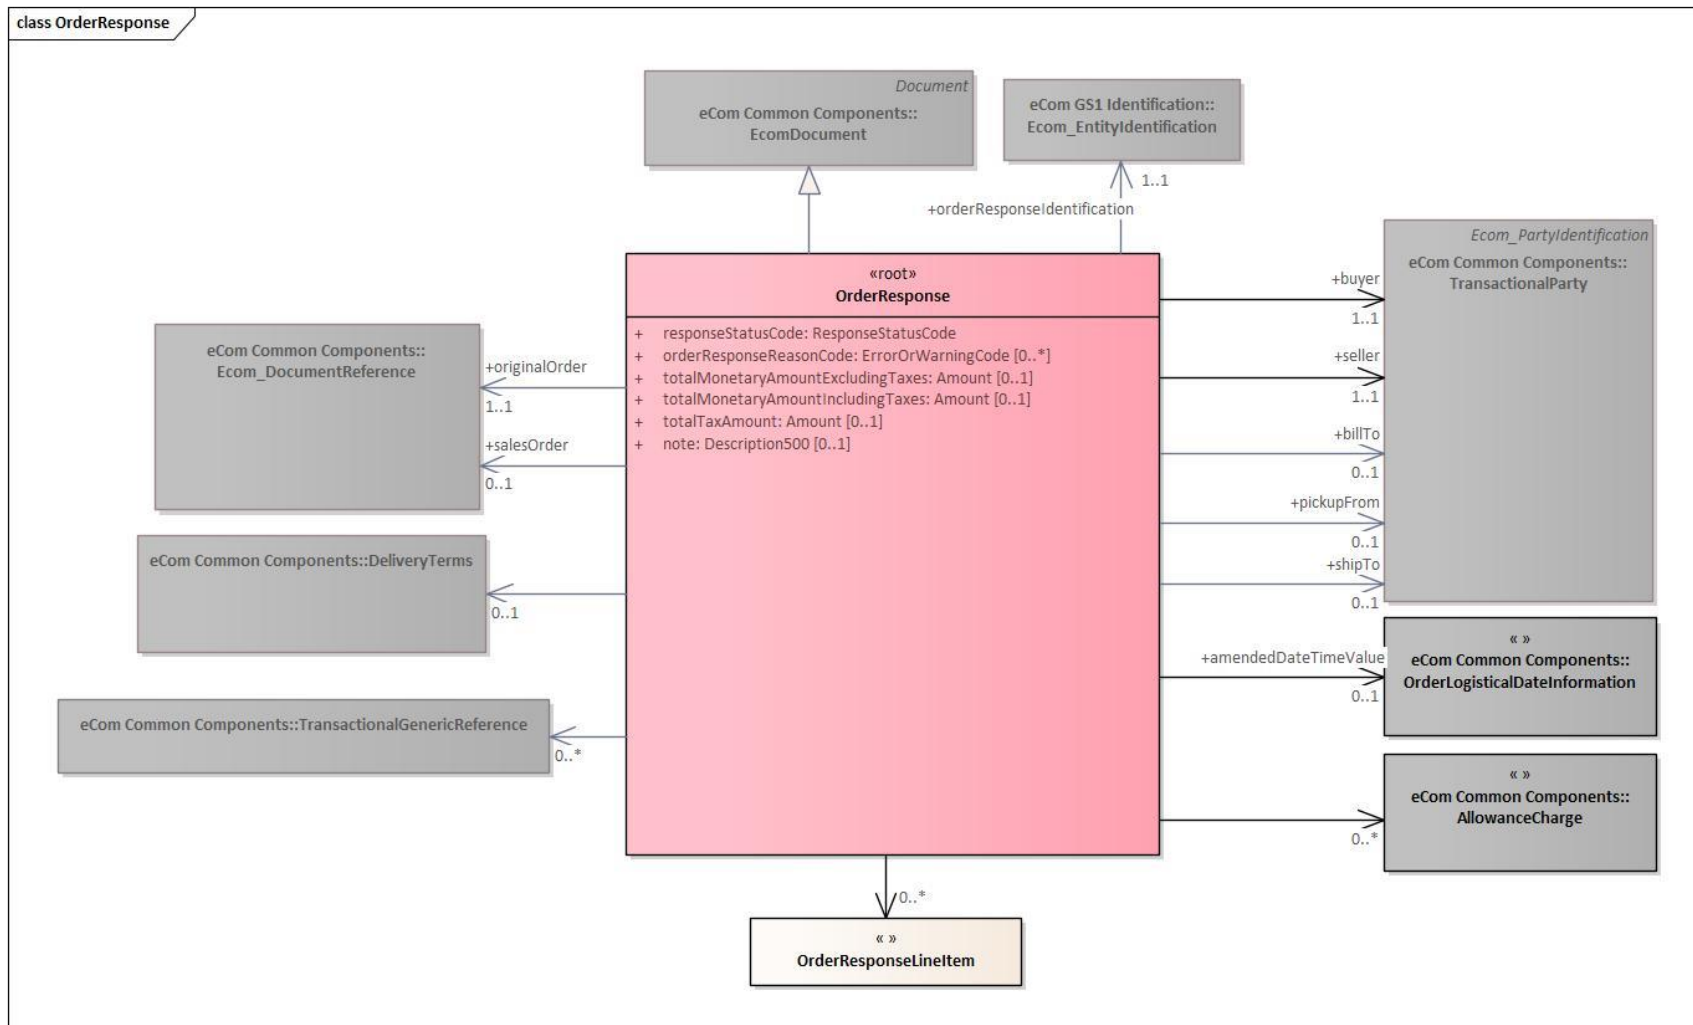 class OrderResponse
Document
eCom Common Components::
EcomDocument
eCom GS1 Identification::
Ecom_EntityIdentification
1..1
+orderResponseIdentification
Ecom_PartyIdentification
eCom Common Components::
TransactionalParty
«root»
OrderResponse
+ responseStatusCode: ResponseStatusCode
+ orderResponseReasonCode: ErrorOrWarningCode [0..*]
+ totalMonetaryAmountExcludingTaxes: Amount [0..1]
+ totalMonetaryAmountIncludingTaxes: Amount [0..1]
+ totalTaxAmount: Amount [0..1]
+ note: Description500 [0..1]
+buyer
1..1
+seller
1..1
+billTo
0..1
+pickupFrom
0..1
+shipTo
0..1
eCom Common Components::
Ecom_DocumentReference
+originalOrder
1..1
+salesOrder
0..1
eCom Common Components::DeliveryTerms
0..1
eCom Common Components::TransactionalGenericReference
0..*
+amendedDateTimeValue
0..1
« »
eCom Common Components::
OrderLogisticalDateInformation
« »
eCom Common Components::
AllowanceCharge
0..*
0..*
« »
OrderResponseLineItem